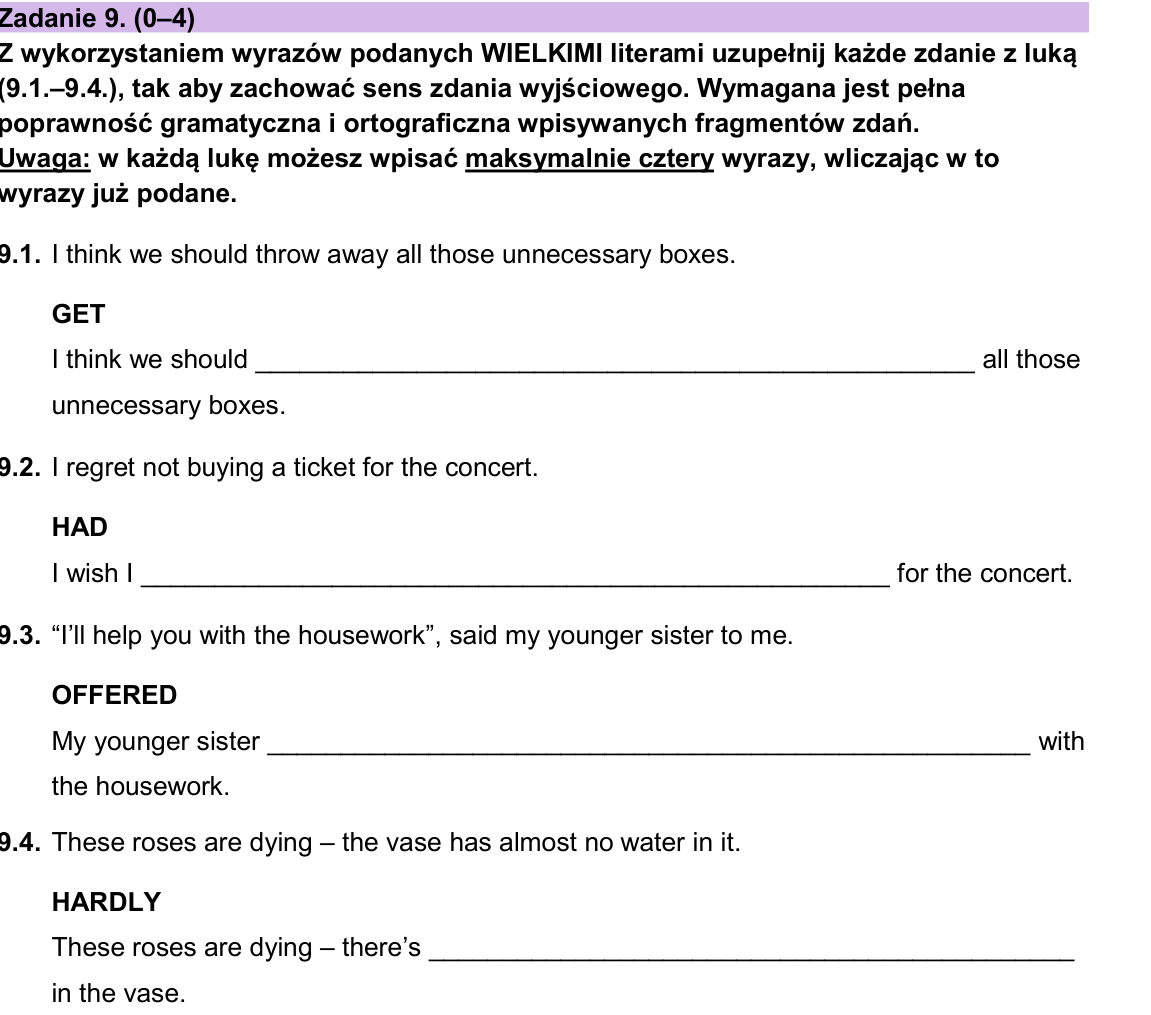 Zadanie 9. (0–4)
Z wykorzystaniem wyrazów podanych WIELKIMI literami uzupełnij każde zdanie z luką
(9.1.–9.4.), tak aby zachować sens zdania wyjściowego. Wymagana jest pełna
poprawność gramatyczna i ortograficzna wpisywanych fragmentów zdań.
Uwaga: w każdą lukę możesz wpisać maksymalnie cztery wyrazy, wliczając w to
wyrazy już podane.
9.1. I think we should throw away all those unnecessary boxes.
GET
I think we should ______________________________ all those
unnecessary boxes.
9.2. I regret not buying a ticket for the concert.
HAD
I wish I ______________________________ for the concert.
9.3. “I’ll help you with the housework”, said my younger sister to me.
OFFERED
My younger sister ______________________________ with
the housework.
9.4. These roses are dying – the vase has almost no water in it.
HARDLY
These roses are dying – there’s ______________________________
in the vase.